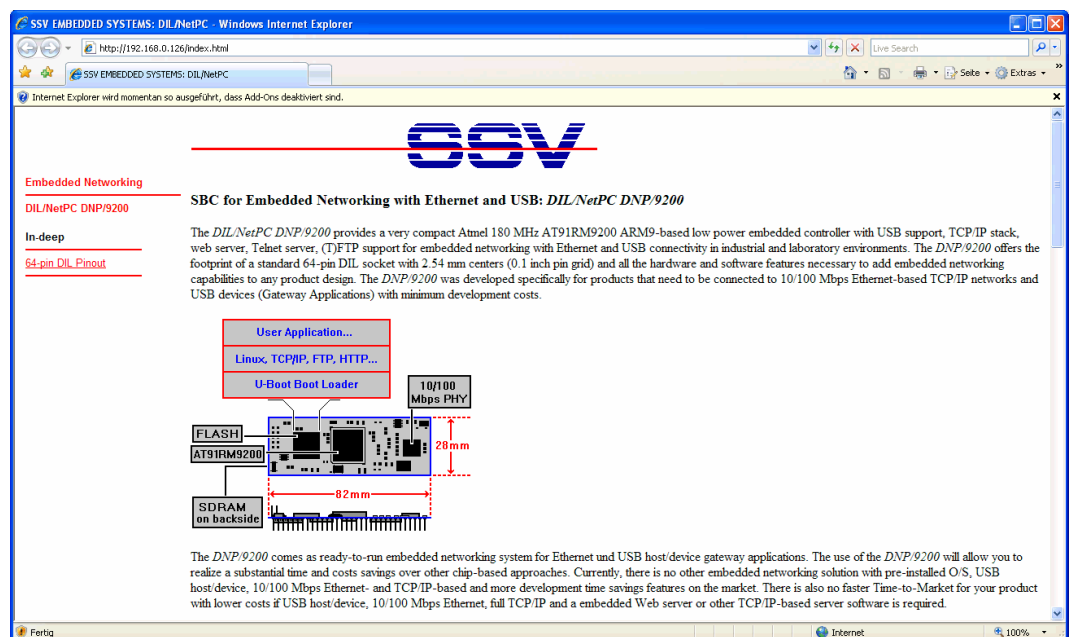 SSV EMBEDDED SYSTEMS: DIL/NetPC - Windows Internet Explorer
http://192.168.0.126/index.html
Live Search
SSV EMBEDDED SYSTEMS: DIL/NetPC
Seite
Extras
Internet Explorer wird momentan so ausgeführt, dass Add-Ons deaktiviert sind.
SSV
Embedded Networking
DIL/NetPC DNP/9200
In-deep
64-pin DIL Pinout
SBC for Embedded Networking with Ethernet and USB: DIL/NetPC DNP/9200
The DIL/NetPC DNP/9200 provides a very compact Atmel 180 MHz AT91RM9200 ARM9-based low power embedded controller with USB support, TCP/IP stack,
web server, Telnet server, (T)FTP support for embedded networking with Ethernet and USB connectivity in industrial and laboratory environments. The DNP/9200 offers the
footprint of a standard 64-pin DIL socket with 2.54 mm centers (0.1 inch pin grid) and all the hardware and software features necessary to add embedded networking
capabilities to any product design. The DNP/9200 was developed specifically for products that need to be connected to 10/100 Mbps Ethernet-based TCP/IP networks and
USB devices (Gateway Applications) with minimum development costs.
User Application...
Linux, TCP/IP, FTP, HTTP...
U-Boot Boot Loader
10/100
Mbps PHY
FLASH
AT91RM9200
28mm
82mm
SDRAM
on backside
The DNP/9200 comes as ready-to-run embedded networking system for Ethernet und USB host/device gateway applications. The use of the DNP/9200 will allow you to
realize a substantial time and costs savings over other chip-based approaches. Currently, there is no other embedded networking solution with pre-installed O/S, USB
host/device, 10/100 Mbps Ethernet- and TCP/IP-based and more development time savings features on the market. There is also no faster Time-to-Market for your product
with lower costs if USB host/device, 10/100 Mbps Ethernet, full TCP/IP and a embedded Web server or other TCP/IP-based server software is required.
Fertig
Internet
100%